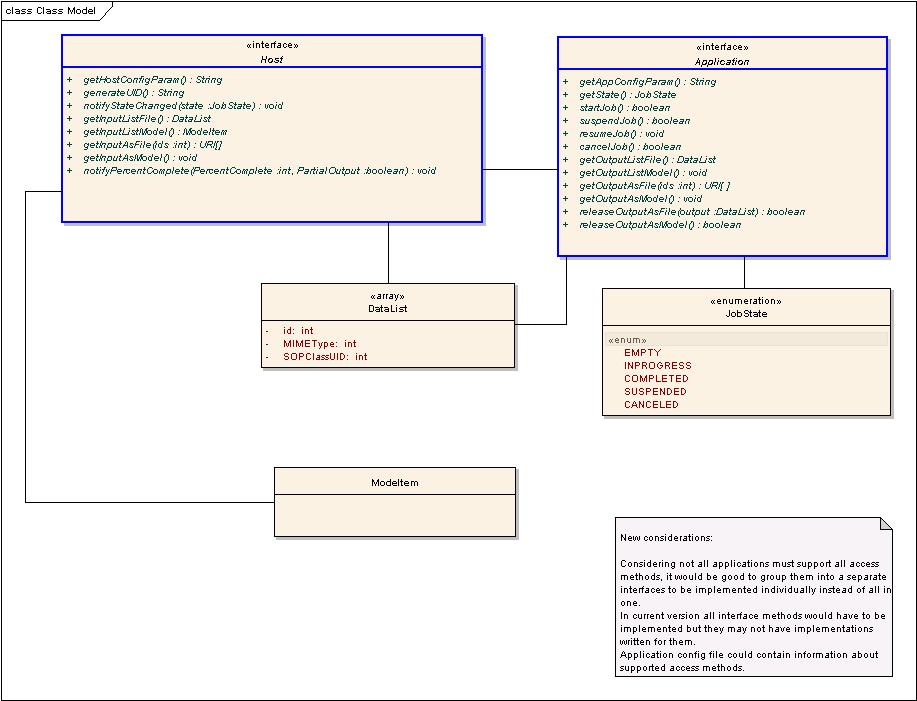 class Class Model
«interface»
Host
+ getHostConfigParam() : String
+ generateUID() : String
+ notifyStateChanged(state :JobState) : void
+ getInputListFile() : DataList
+ getInputListModel() : ModeItem
+ getInputAsFile(ids :int) : URI[]
+ getInputAsModel() : void
+ notifyPercentComplete(PercentComplete :int, PartialOutput :boolean) : void
«interface»
Application
+ getAppConfigParam() : String
+ getState() : JobState
+ startJob() : boolean
+ suspendJob() : boolean
+ resumeJob() : void
+ cancelJob() : boolean
+ getOutputListFile() : DataList
+ getOutputListModel() : void
+ getOutputAsFile(ids :int) : URI[ ]
+ getOutputAsModel() : void
+ releaseOutputAsFile(output :DataList) : boolean
+ releaseOutputAsModel() : boolean
«array»
DataList
- id: int
- MIMEType: int
- SOPClassUID: int
«enumeration»
JobState
«enum»
EMPTY
INPROGRESS
COMPLETED
SUSPENDED
CANCELED
ModeItem
New considerations:
Considering not all applications must support all access
methods, it would be good to group them into a separate
interfaces to be implemented individually instead of all in
one.
In current version all interface methods would have to be
implemented but they may not have implementations
written for them.
Application config file could contain information about
supported access methods.